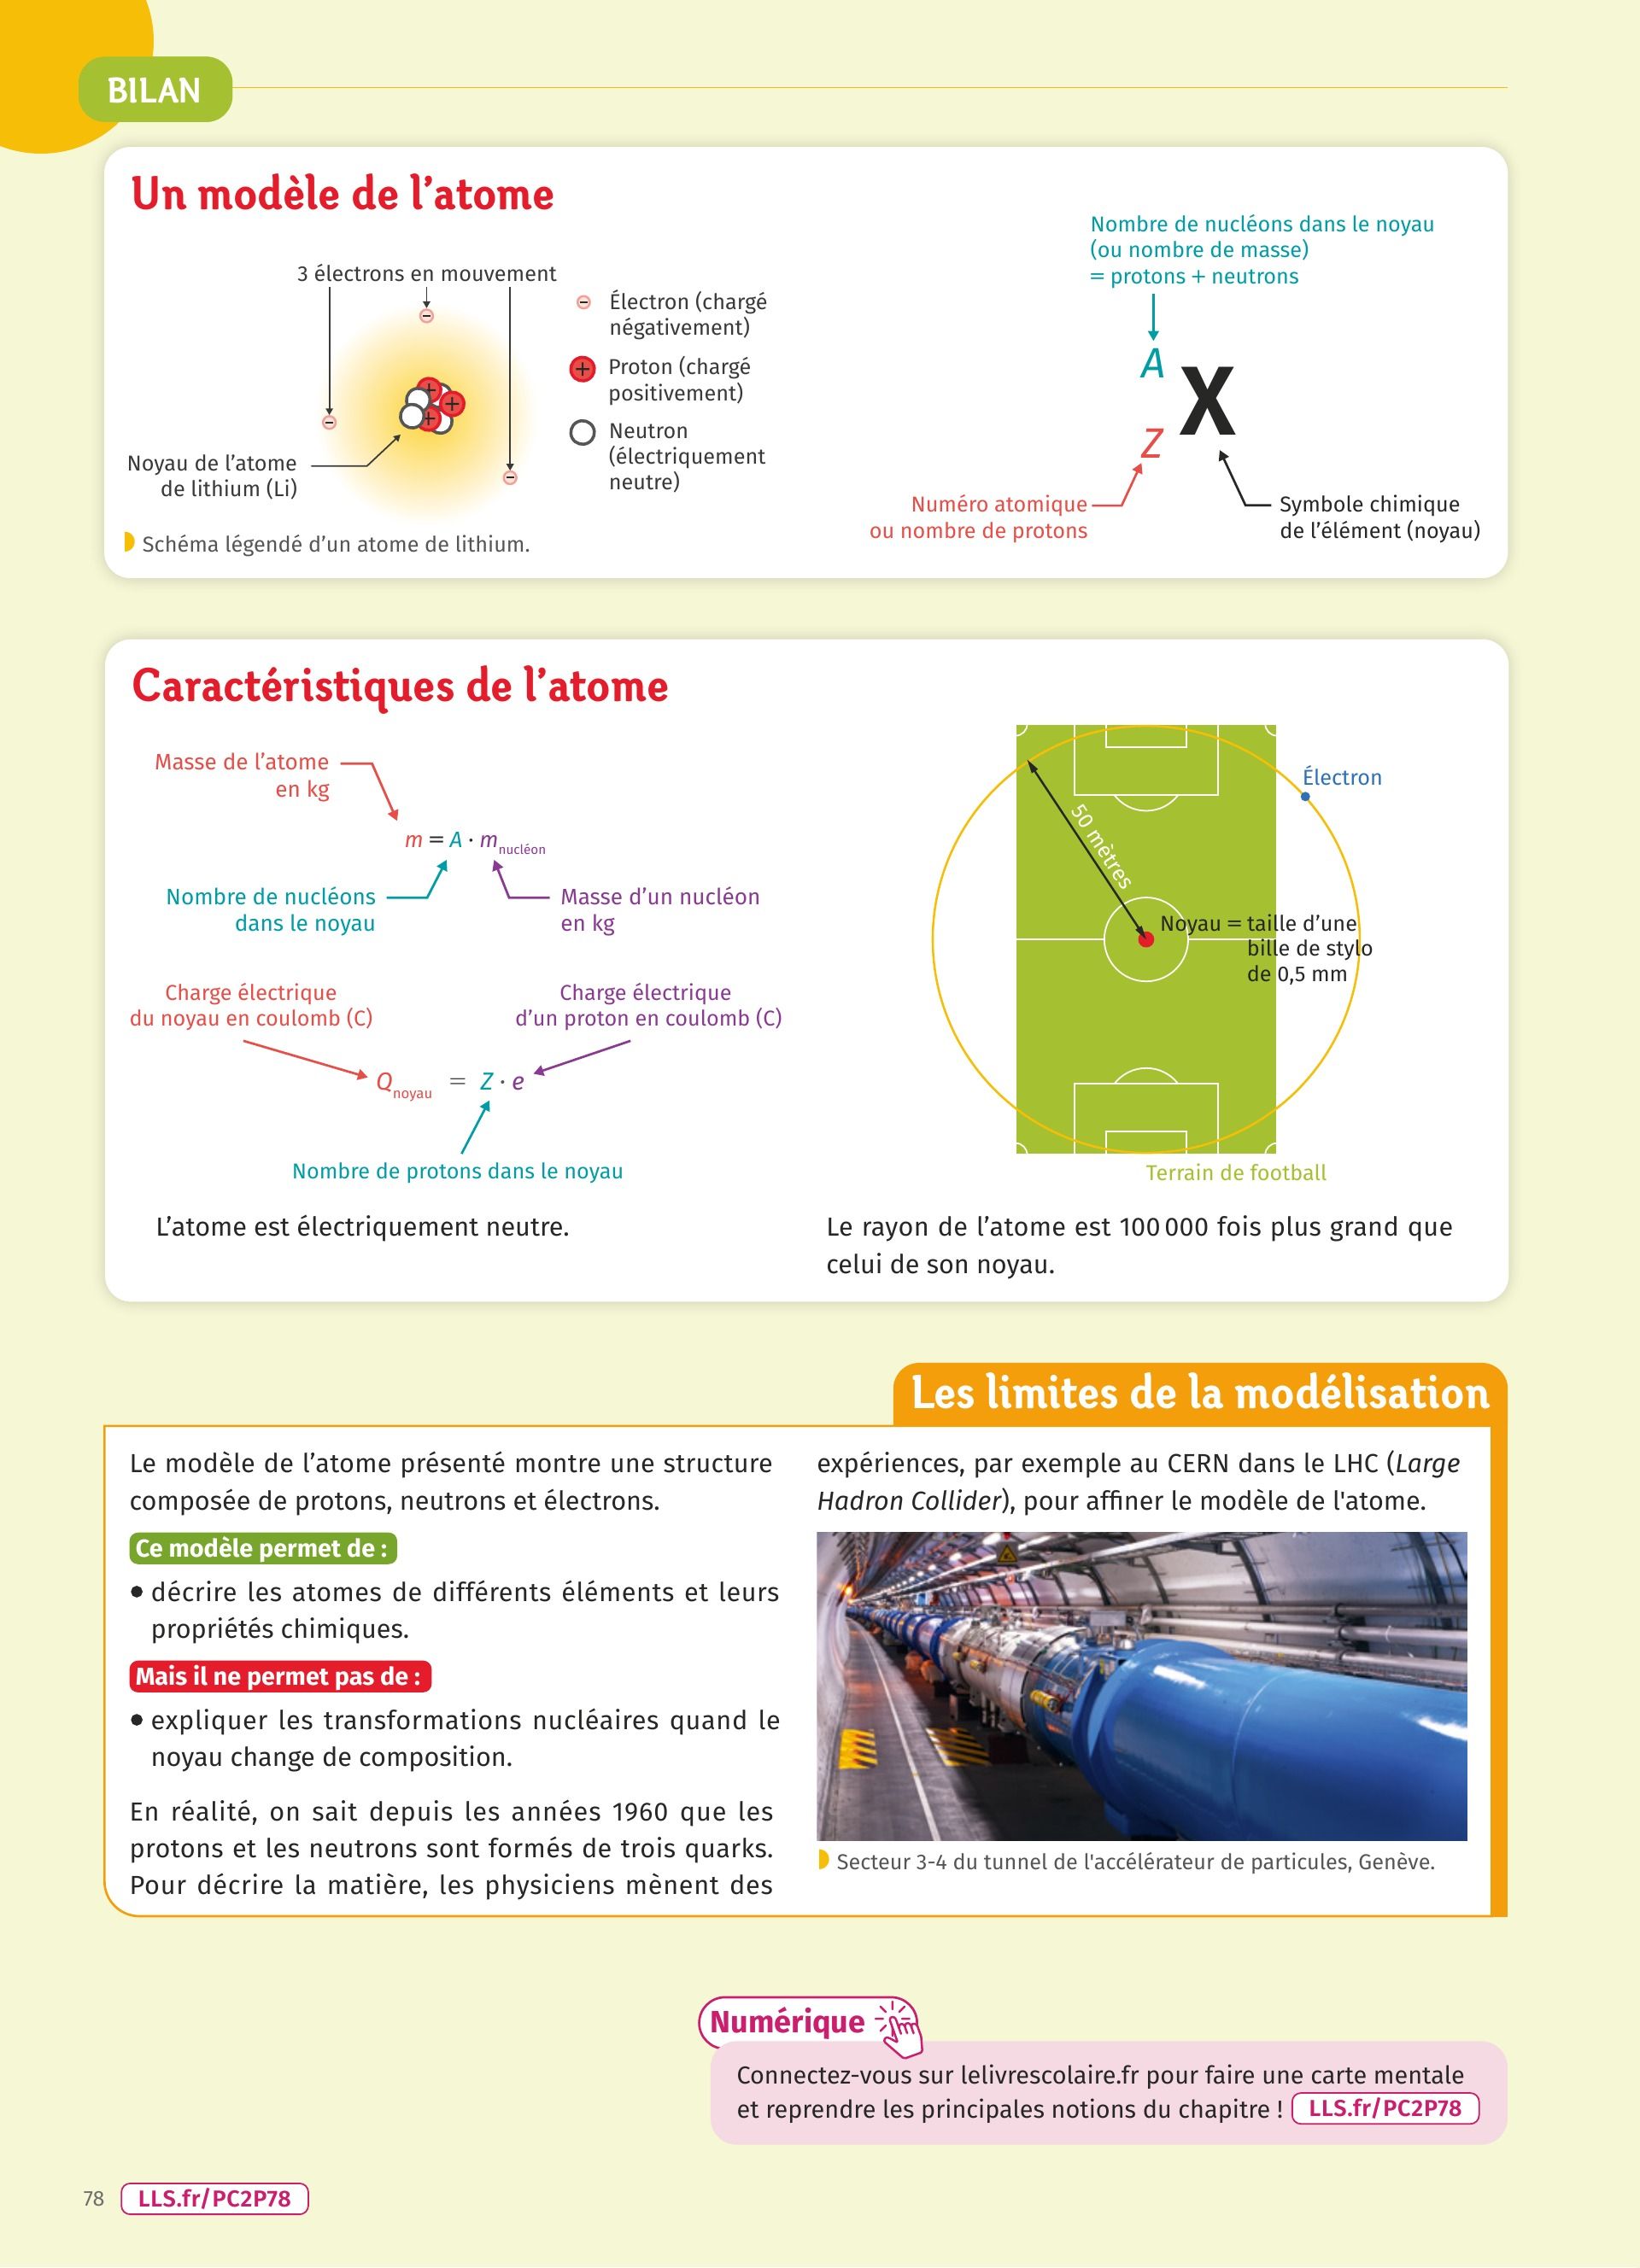 BILAN
Un modèle de l’atome
3 électrons en mouvement
Noyau de l’atome
de lithium (Li)
Électron (chargé
négativement)
Proton (chargé
positivement)
Neutron
(électriquement
neutre)
Schéma légendé d’un atome de lithium.
Nombre de nucléons dans le noyau
(ou nombre de masse)
= protons + neutrons
A
X
Z
Numéro atomique
ou nombre de protons
Symbole chimique
de l’élément (noyau)
Caractéristiques de l’atome
Masse de l’atome
en kg
m = A · m nucléon
Nombre de nucléons
dans le noyau
Masse d’un nucléon
en kg
Charge électrique
du noyau en coulomb (C)
Charge électrique
d’un proton en coulomb (C)
Q noyau = Z · e
Nombre de protons dans le noyau
L’atome est électriquement neutre.
Électron
50 mètres
Noyau = taille d’une
bille de stylo
de 0,5 mm
Terrain de football
Le rayon de l’atome est 100 000 fois plus grand que
celui de son noyau.
Les limites de la modélisation
Le modèle de l’atome présenté montre une structure
composée de protons, neutrons et électrons.
Ce modèle permet de :
• décrire les atomes de différents éléments et leurs
propriétés chimiques.
Mais il ne permet pas de :
• expliquer les transformations nucléaires quand le
noyau change de composition.
En réalité, on sait depuis les années 1960 que les
protons et les neutrons sont formés de trois quarks.
Pour décrire la matière, les physiciens mènent des
expériences, par exemple au CERN dans le LHC (Large
Hadron Collider), pour affiner le modèle de l'atome.
Secteur 3-4 du tunnel de l'accélérateur de particules, Genève.
Numérique
Connectez-vous sur lelivrescolaire.fr pour faire une carte mentale
et reprendre les principales notions du chapitre ! LLS.fr/PC2P78
78 LLS.fr/PC2P78